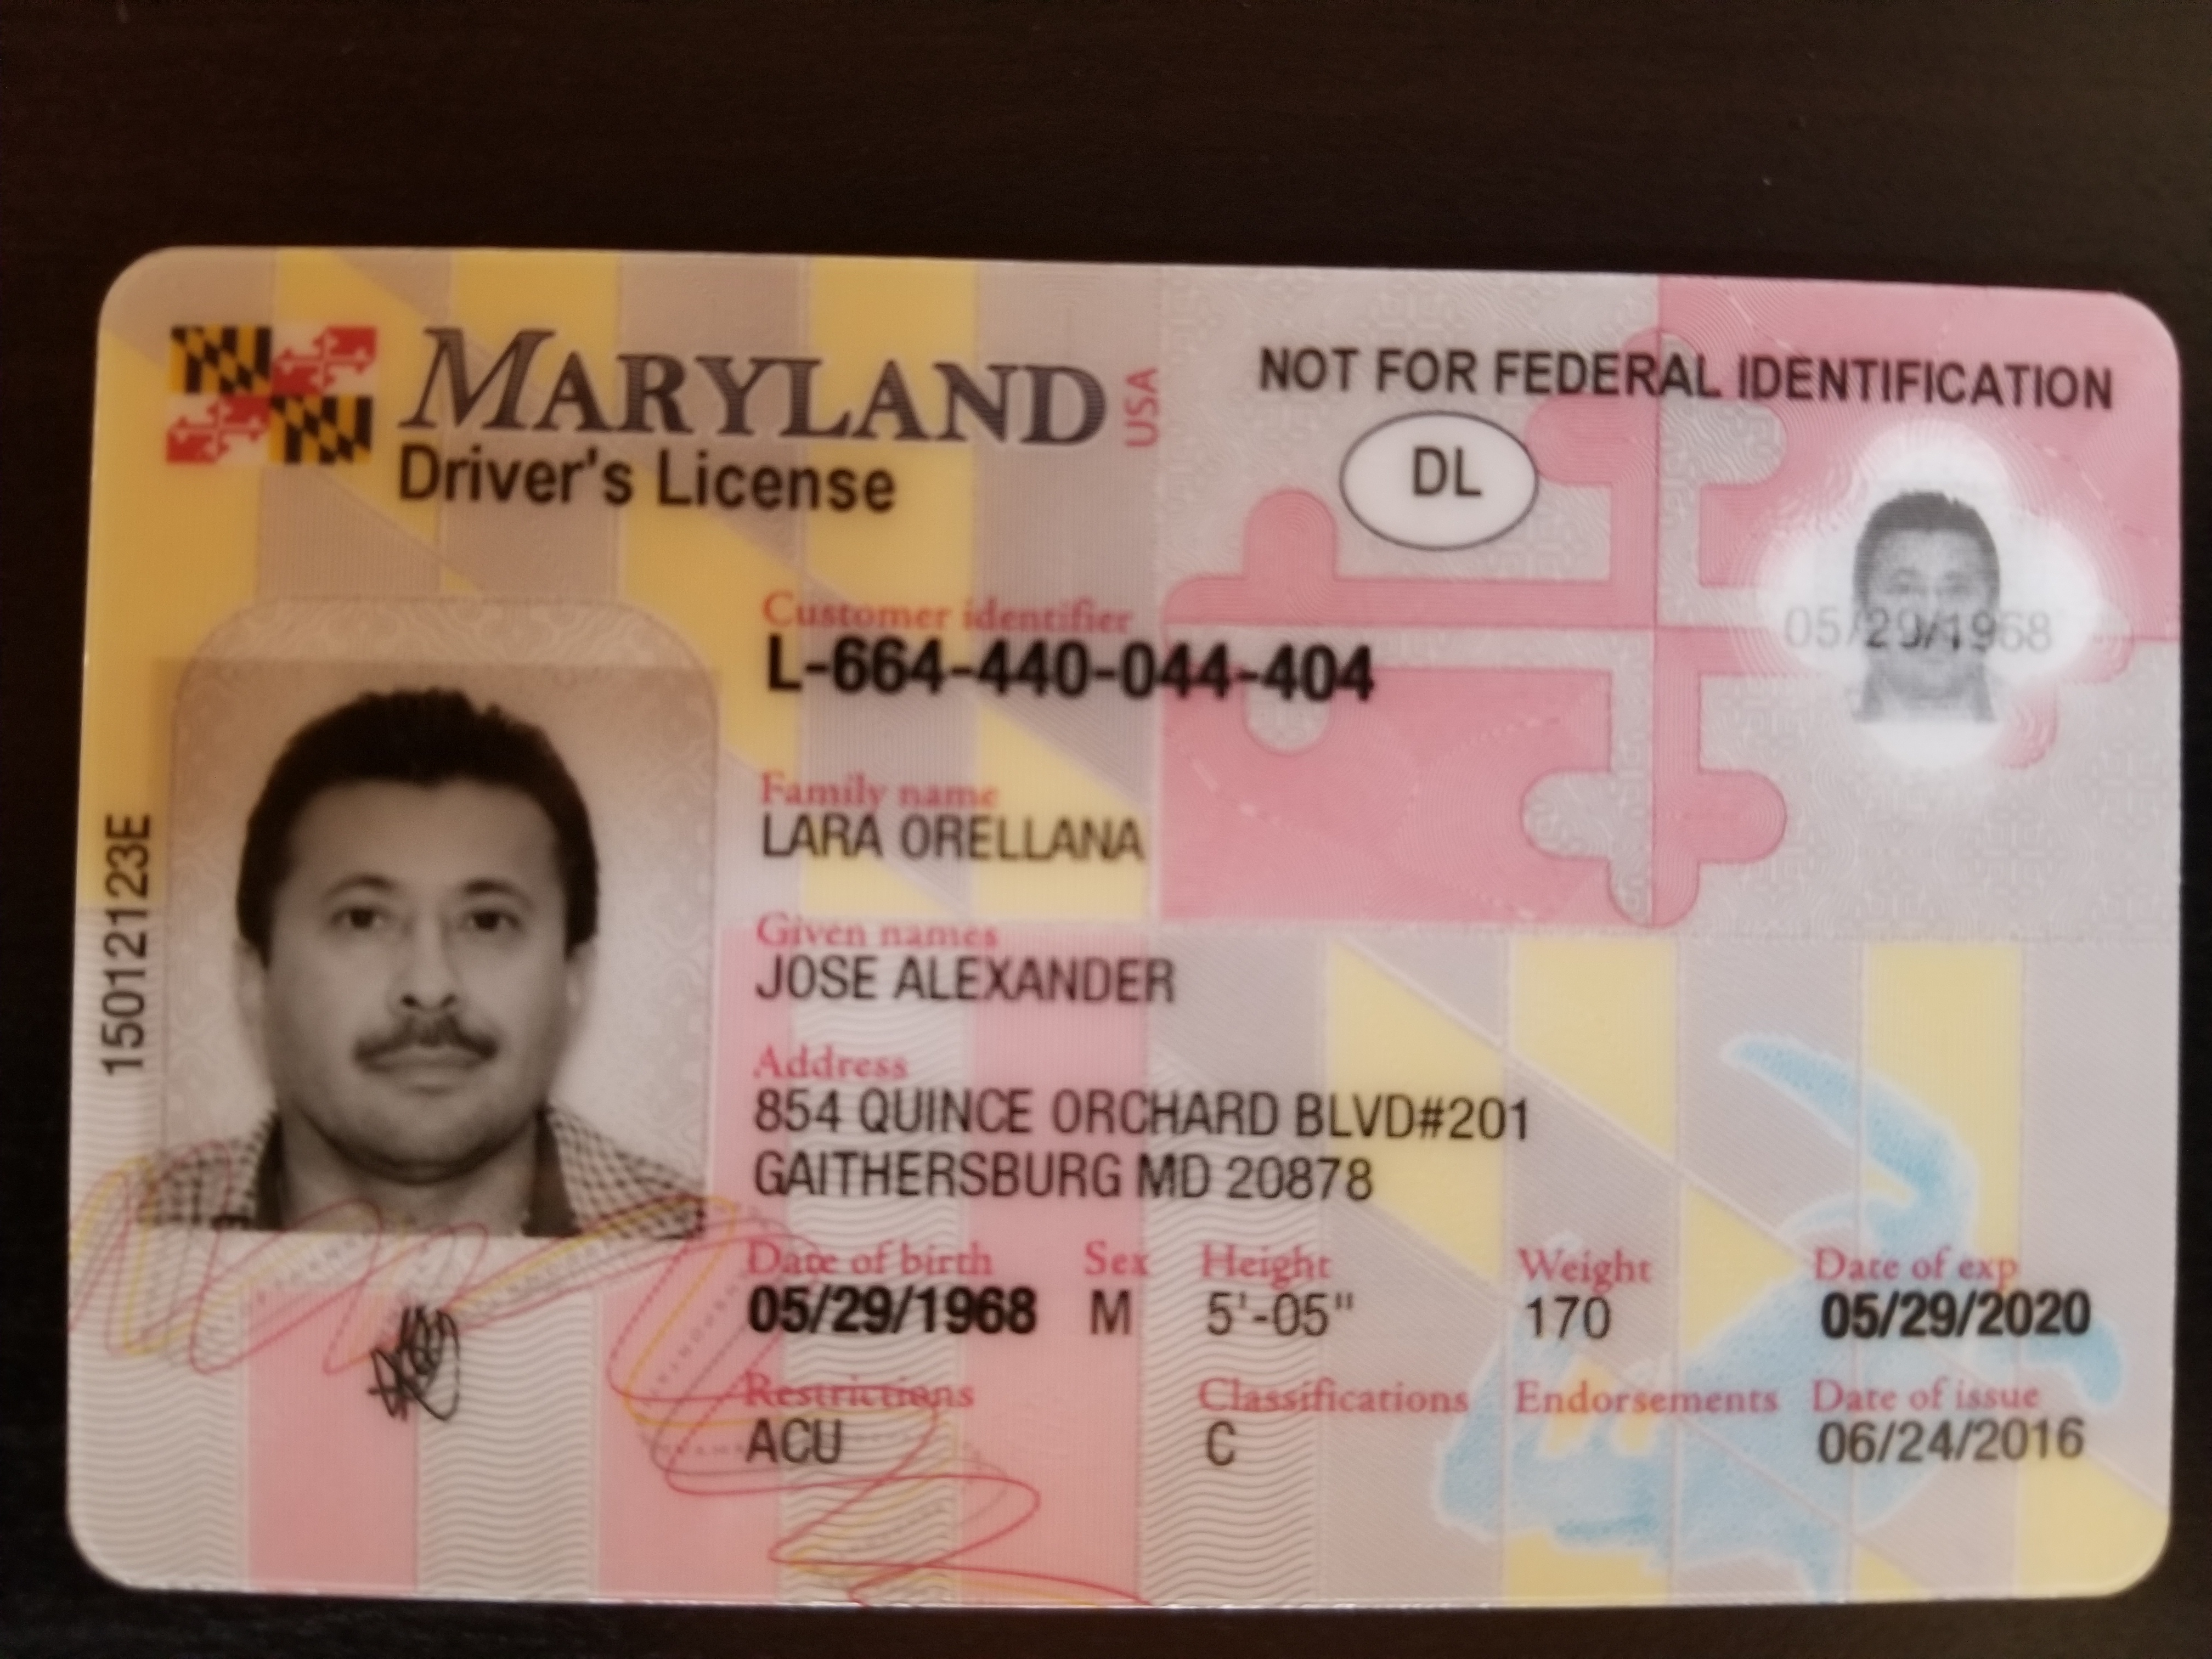 MARYLAND USA
Driver's License
NOT FOR FEDERAL IDENTIFICATION
DL
05/29/1968
Customer identifier
L-664-440-044-404
Family name
LARA ORELLANA
Given names
JOSE ALEXANDER
Address
854 QUINCE ORCHARD BLVD#201
GAITHERSBURG MD 20878
Date of birth Sex Height Weight Date of exp
05/29/1968 M 5'-05" 170 05/29/2020
Restrictions Classifications Endorsements Date of issue
ACU C 06/24/2016
15012123E